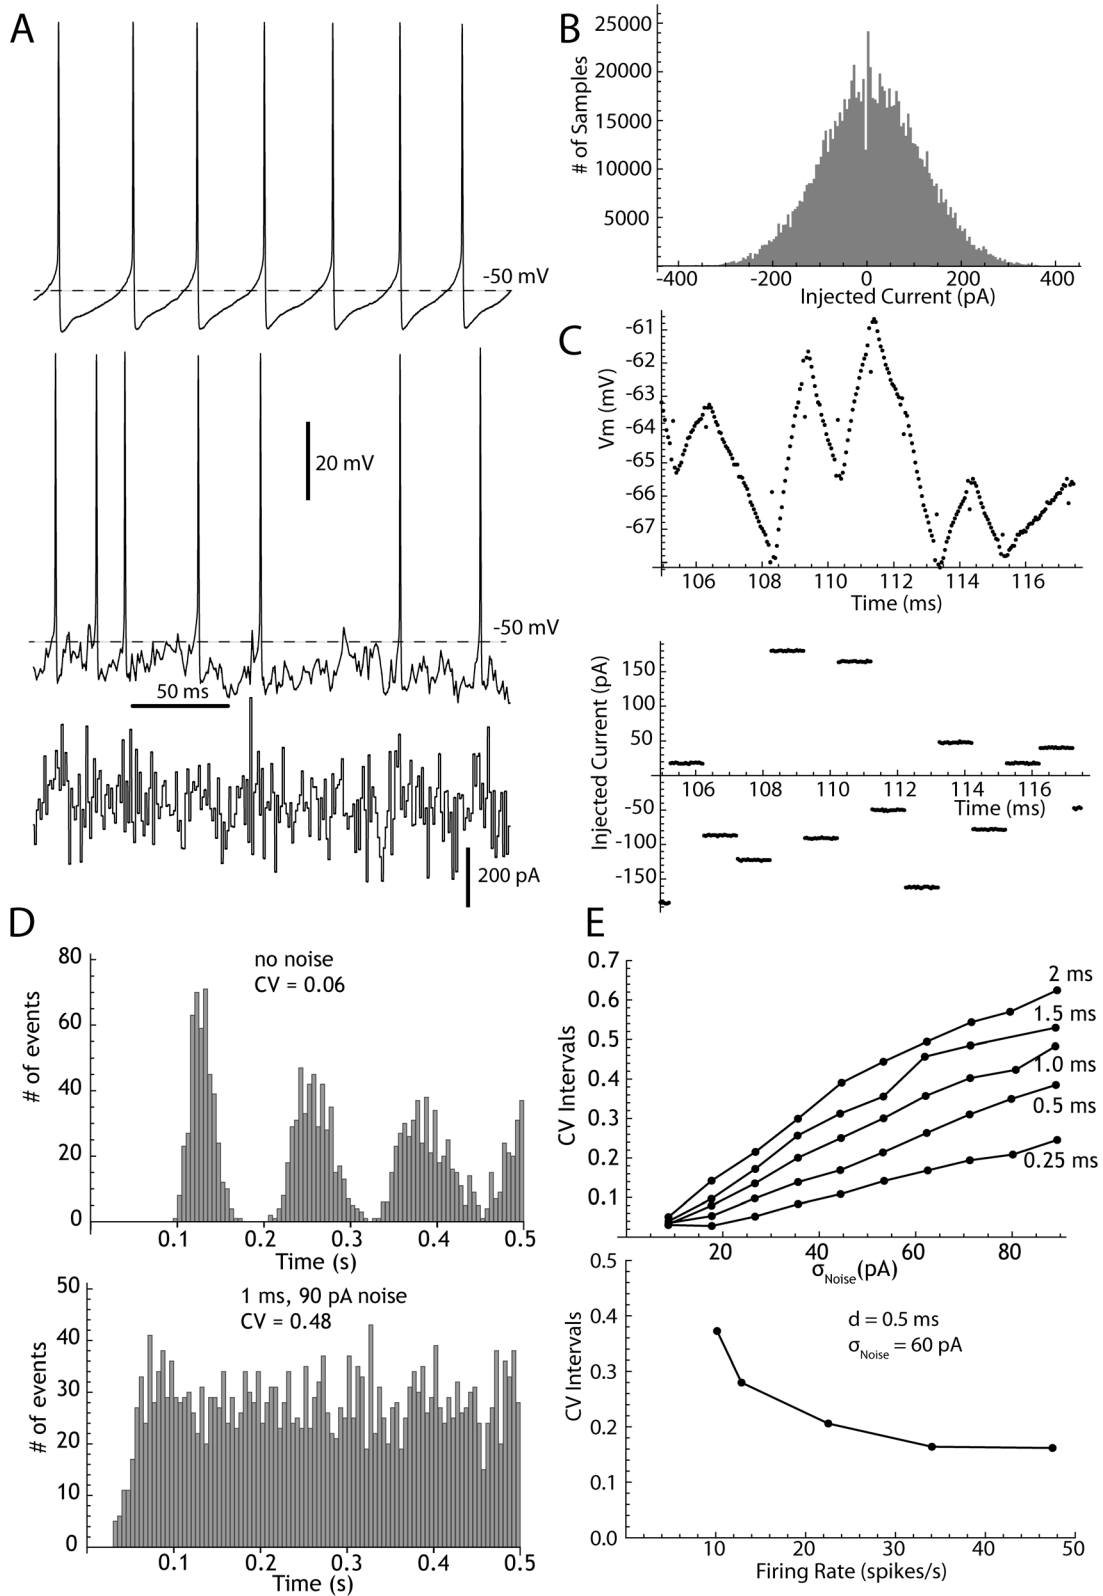 A
-50 mV
20 mV
-50 mV
50 ms
200 pA
B
# of Samples
25000
20000
15000
10000
5000
-400 -200 0 200 400
Injected Current (pA)
C
Vm (mV)
-61
-62
-63
-64
-65
-66
-67
106 108 110 112 114 116
Time (ms)
Injected Current (pA)
150
100
50
-50
-100
-150
106 108 110 112 114 116
Time (ms)
D
# of events
80
60
40
20
0
no noise
CV = 0.06
0.1 0.2 0.3 0.4 0.5
Time (s)
# of events
50
40
30
20
10
0
1 ms, 90 pA noise
CV = 0.48
0.1 0.2 0.3 0.4 0.5
Time (s)
E
CV Intervals
0.7
0.6
0.5
0.4
0.3
0.2
0.1
2 ms
1.5 ms
1.0 ms
0.5 ms
0.25 ms
20 40 60 80
σNoise(pA)
CV Intervals
0.5
0.4
0.3
0.2
0.1
0.0
d = 0.5 ms
σNoise = 60 pA
10 20 30 40 50
Firing Rate (spikes/s)